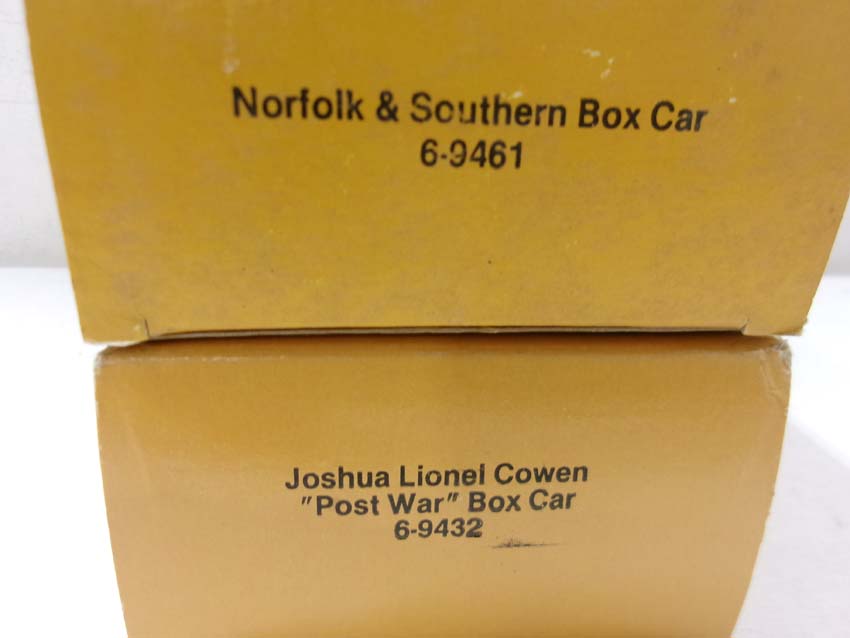 Norfolk & Southern Box Car
6-9461
Joshua Lionel Cowen
"Post War" Box Car
6-9432